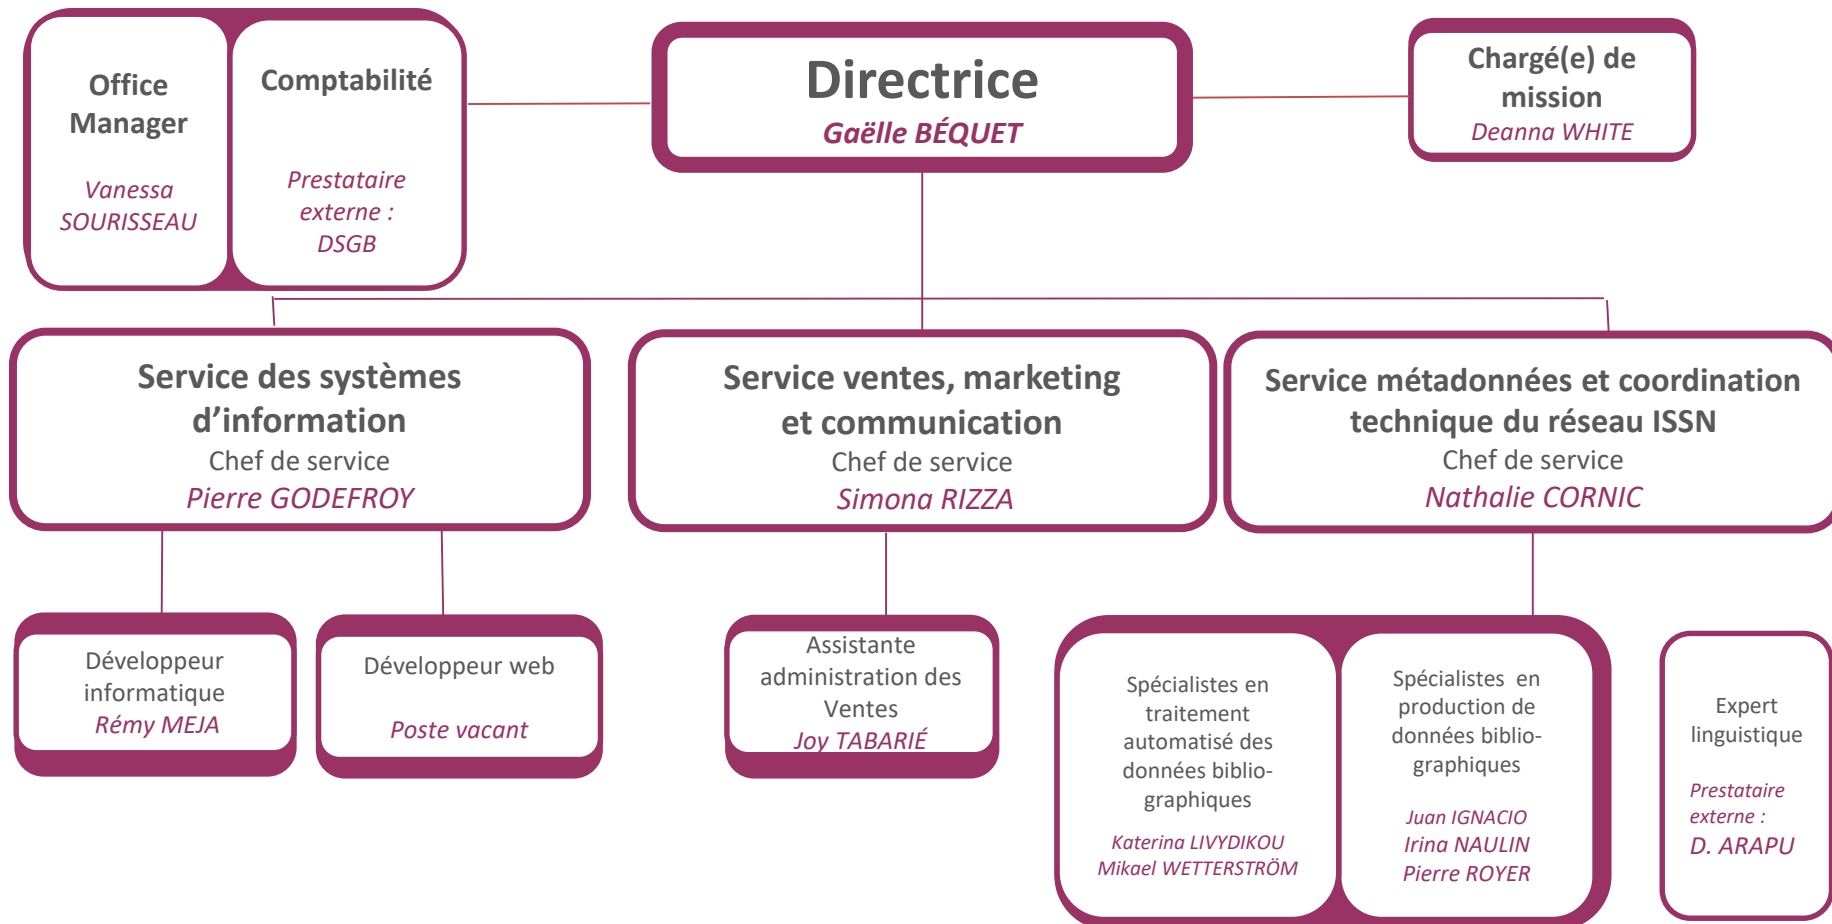 Office
Manager
Vanessa
SOURISSEAU
Comptabilité
Prestataire
externe :
DSGB
Directrice
Gaëlle BÉQUET
Chargé(e) de
mission
Deanna WHITE
Service des systèmes
d’information
Chef de service
Pierre GODEFROY
Service ventes, marketing
et communication
Chef de service
Simona RIZZA
Service métadonnées et coordination
technique du réseau ISSN
Chef de service
Nathalie CORNIC
Développeur
informatique
Rémy MEJA
Développeur web
Poste vacant
Assistante
administration des
Ventes
Joy TABARIÉ
Spécialistes en
traitement
automatisé des
données biblio-
graphiques
Katerina LIVYDIKOU
Mikael WETTERSTRÖM
Spécialistes en
production de
données biblio-
graphiques
Juan IGNACIO
Irina NAULIN
Pierre ROYER
Expert
linguistique
Prestataire
externe :
D. ARAPU